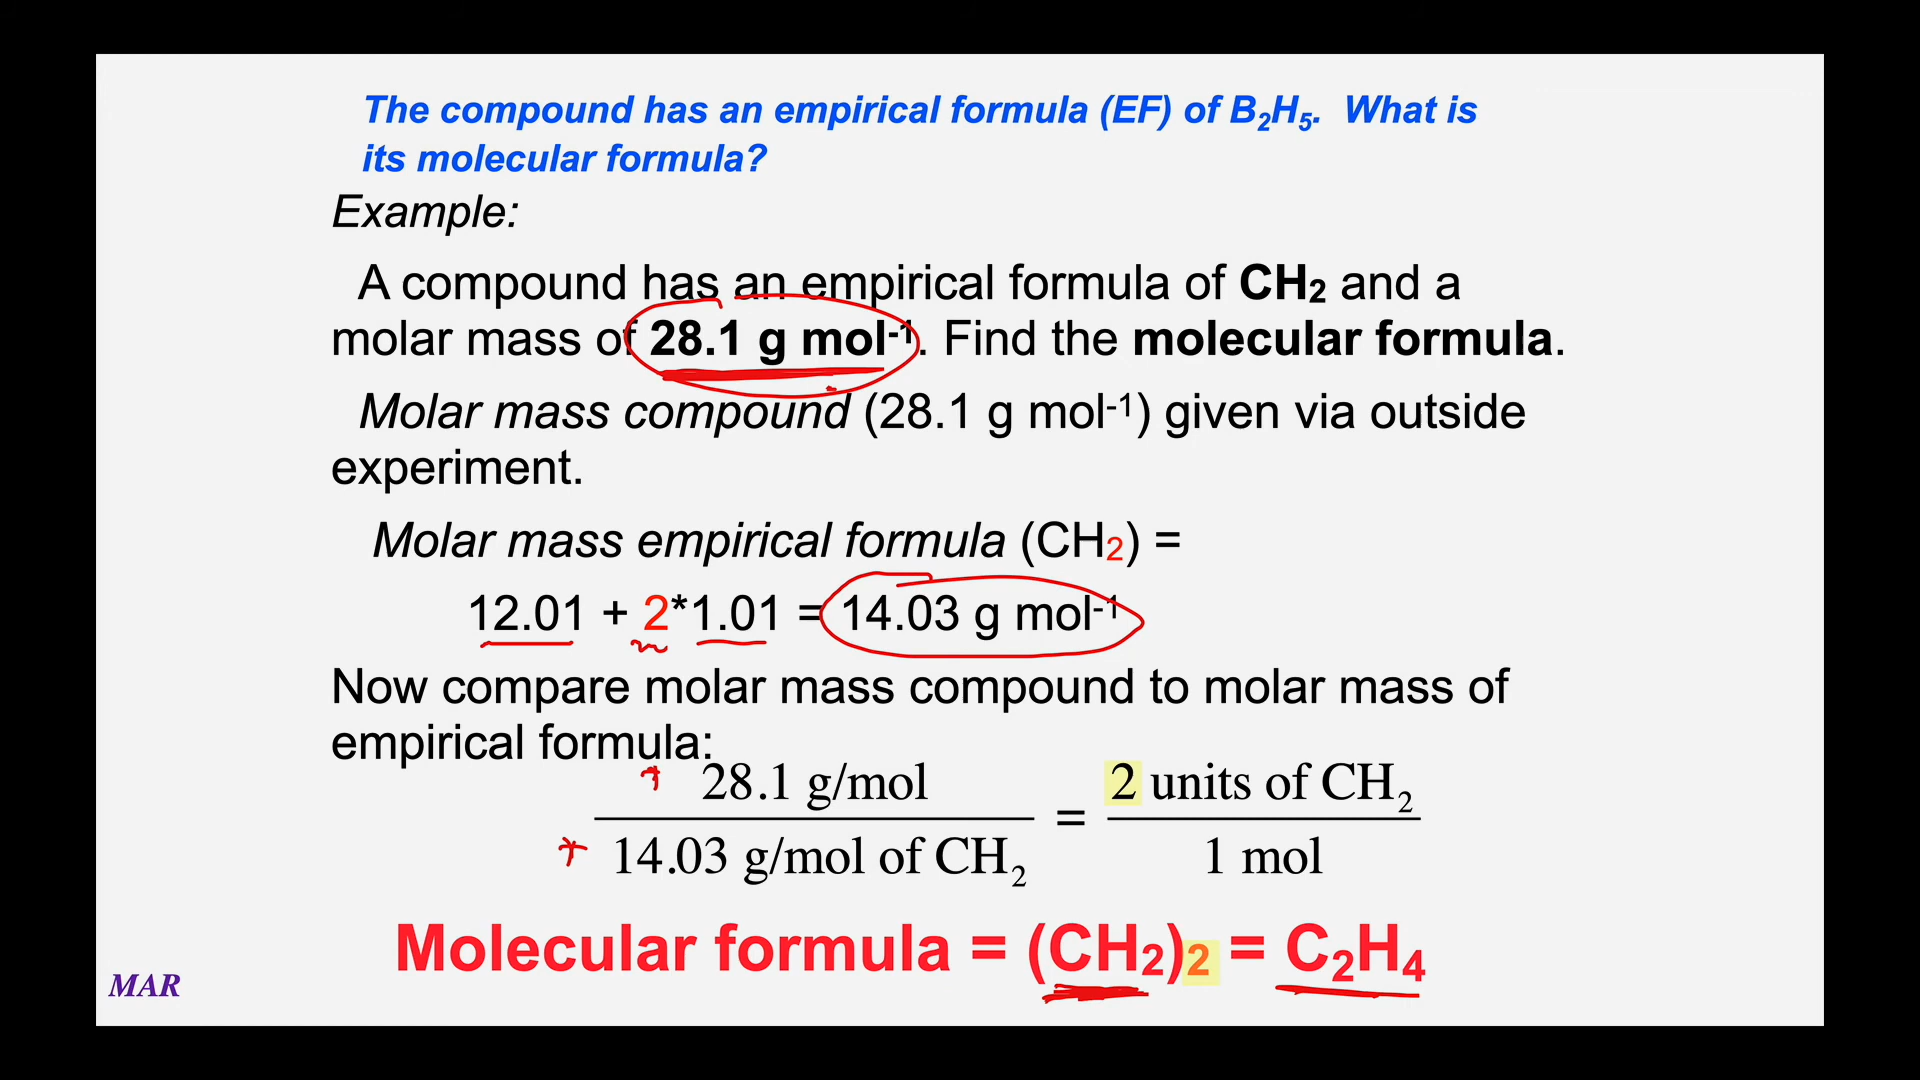 The compound has an empirical formula (EF) of B₂H₅. What is
its molecular formula?
Example:
A compound has an empirical formula of CH₂ and a
molar mass of 28.1 g mol⁻¹. Find the molecular formula.
Molar mass compound (28.1 g mol⁻¹) given via outside
experiment.
Molar mass empirical formula (CH₂) =
12.01 + 2*1.01 = 14.03 g mol⁻¹
Now compare molar mass compound to molar mass of
empirical formula:
28.1 g/mol
14.03 g/mol of CH₂
=
2 units of CH₂
1 mol
Molecular formula = (CH₂)₂ = C₂H₄
MAR